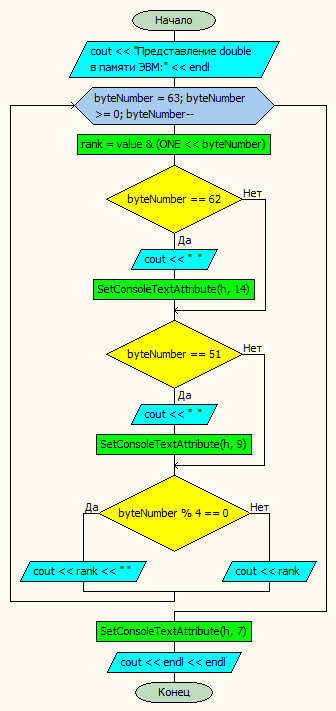 Начало
cout << "Представление double
в памяти ЭВМ:" << endl
byteNumber = 63; byteNumber
>= 0; byteNumber--
rank = value & (ONE << byteNumber)
byteNumber == 62
Нет
Да
cout << "  "
SetConsoleTextAttribute(h, 14)
byteNumber == 51
Нет
Да
cout << "  "
SetConsoleTextAttribute(h, 9)
byteNumber % 4 == 0
Да
Нет
cout << rank << " "
cout << rank
SetConsoleTextAttribute(h, 7)
cout << endl << endl
Конец